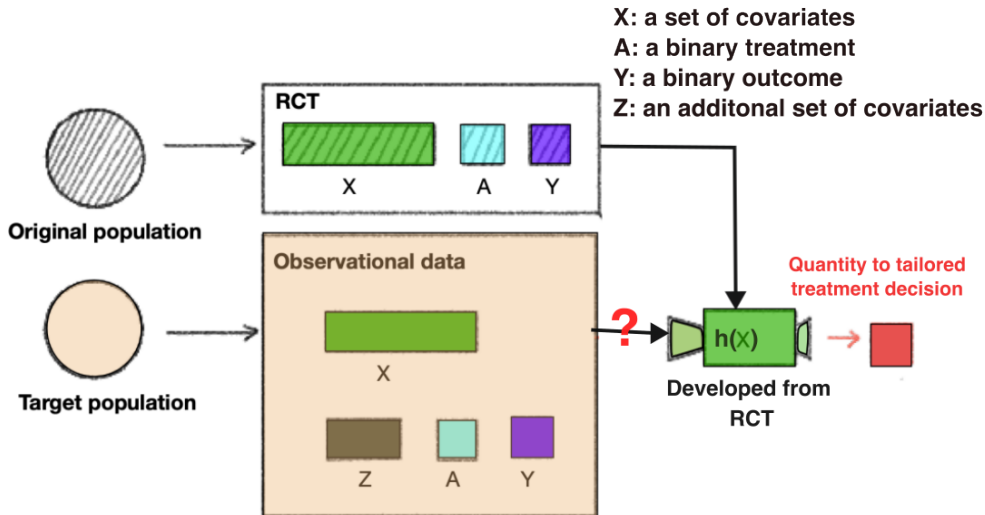 X: a set of covariates
A: a binary treatment
Y: a binary outcome
Z: an additonal set of covariates
RCT
X
A
Y
Original population
Observational data
X
Z
A
Y
Target population
?
h(x)
Developed from
RCT
Quantity to tailored
treatment decision